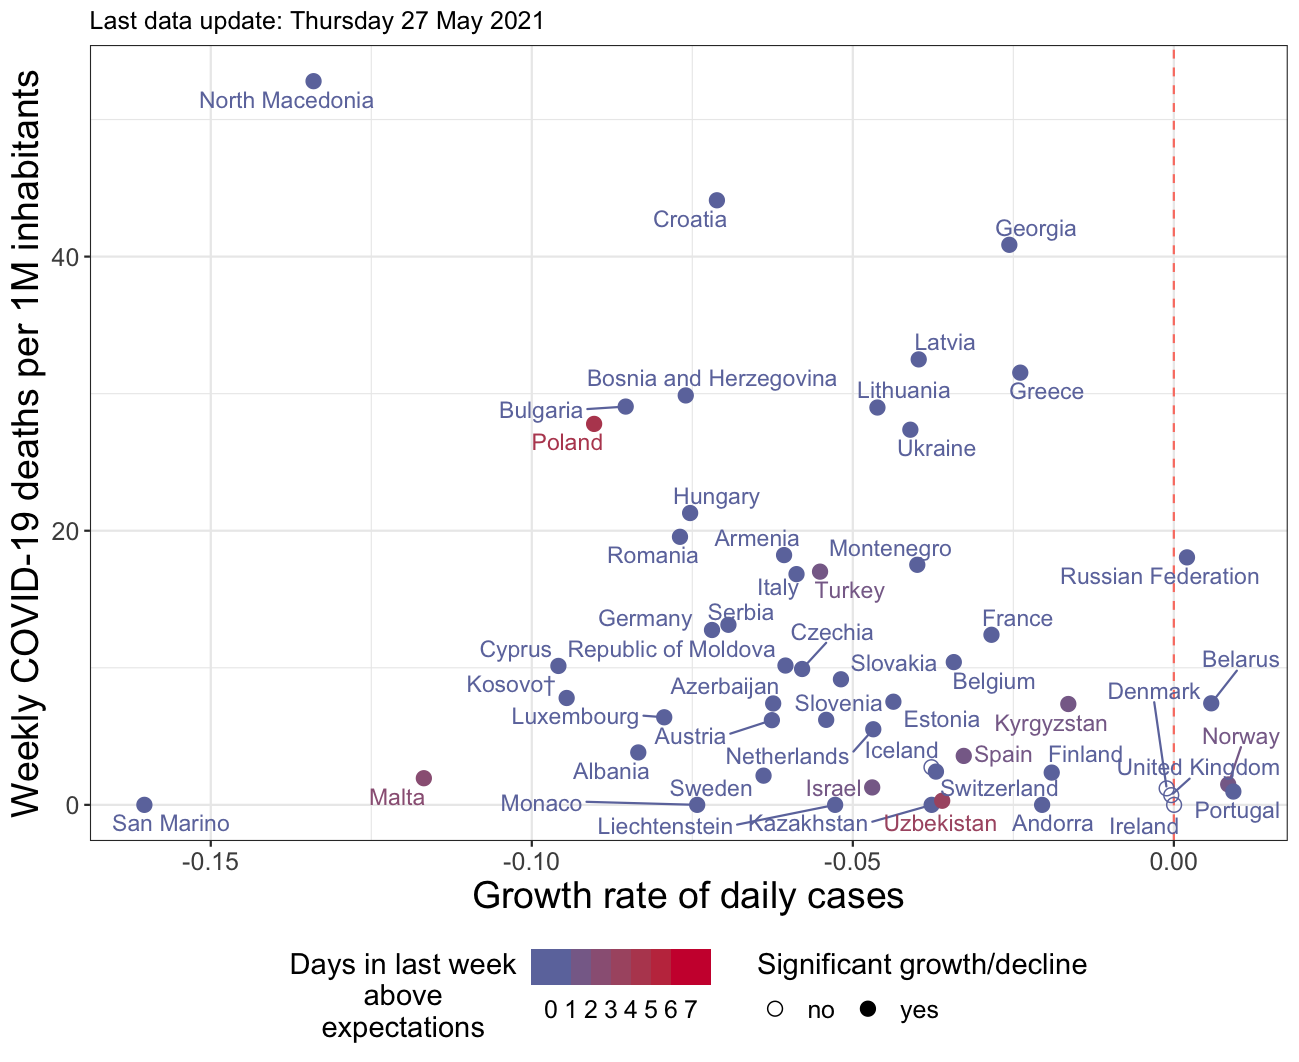 Last data update: Thursday 27 May 2021
Weekly COVID-19 deaths per 1M inhabitants
40
20
0
North Macedonia
Croatia
Georgia
Latvia
Bosnia and Herzegovina
Lithuania
Greece
Bulgaria
Poland
Ukraine
Hungary
Armenia
Montenegro
Romania
Russian Federation
Italy
Turkey
Germany
Serbia
France
Czechia
Cyprus
Republic of Moldova
Slovakia
Belarus
Kosovo†
Azerbaijan
Belgium
Denmark
Luxembourg
Slovenia
Estonia
Kyrgyzstan
Austria
Norway
Netherlands
Iceland
Spain
Finland
Albania
United Kingdom
Malta
Sweden
Israel
Switzerland
Monaco
Portugal
San Marino
Liechtenstein
Kazakhstan
Uzbekistan
Andorra
Ireland
-0.15
-0.10
-0.05
0.00
Growth rate of daily cases
Days in last week
above
expectations
0 1 2 3 4 5 6 7
Significant growth/decline
no
yes